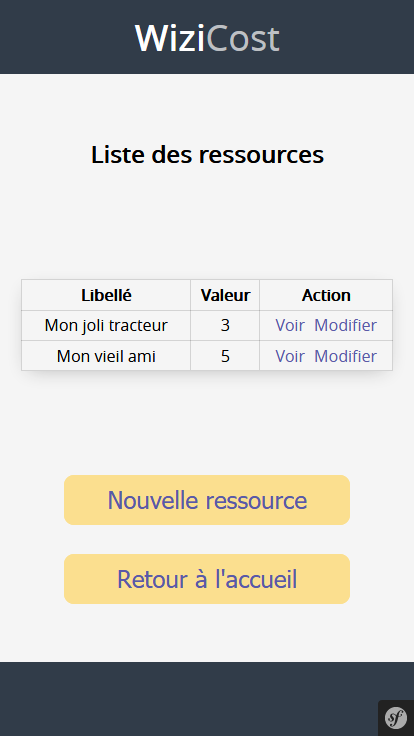 WiziCost
Liste des ressources
Libellé Valeur Action
Mon joli tracteur 3 Voir Modifier
Mon vieil ami 5 Voir Modifier
Nouvelle ressource
Retour à l'accueil
sf